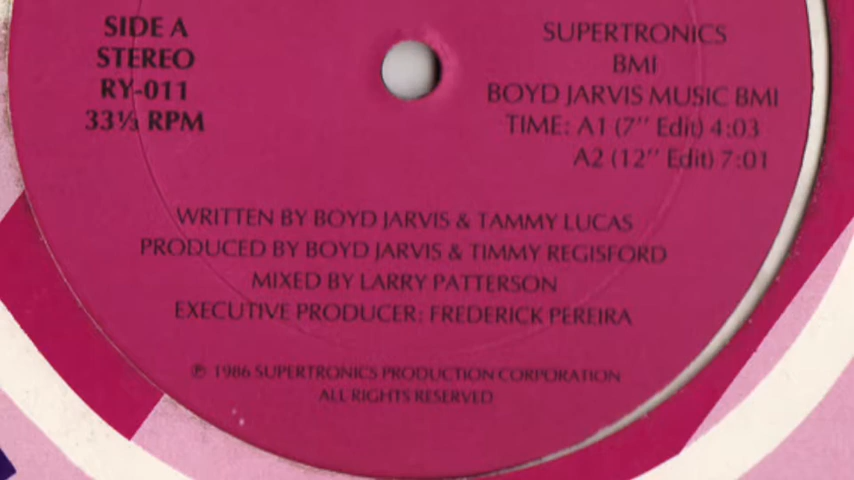 SIDE A
STEREO
RY-011
33⅓ RPM
SUPERTRONICS
BMI
BOYD JARVIS MUSIC BMI
TIME: A1 (7" Edit) 4:03
A2 (12" Edit) 7:01
WRITTEN BY BOYD JARVIS & TAMMY LUCAS
PRODUCED BY BOYD JARVIS & TIMMY REGISFORD
MIXED BY LARRY PATTERSON
EXECUTIVE PRODUCER: FREDERICK PEREIRA
℗ 1986 SUPERTRONICS PRODUCTION CORPORATION
ALL RIGHTS RESERVED